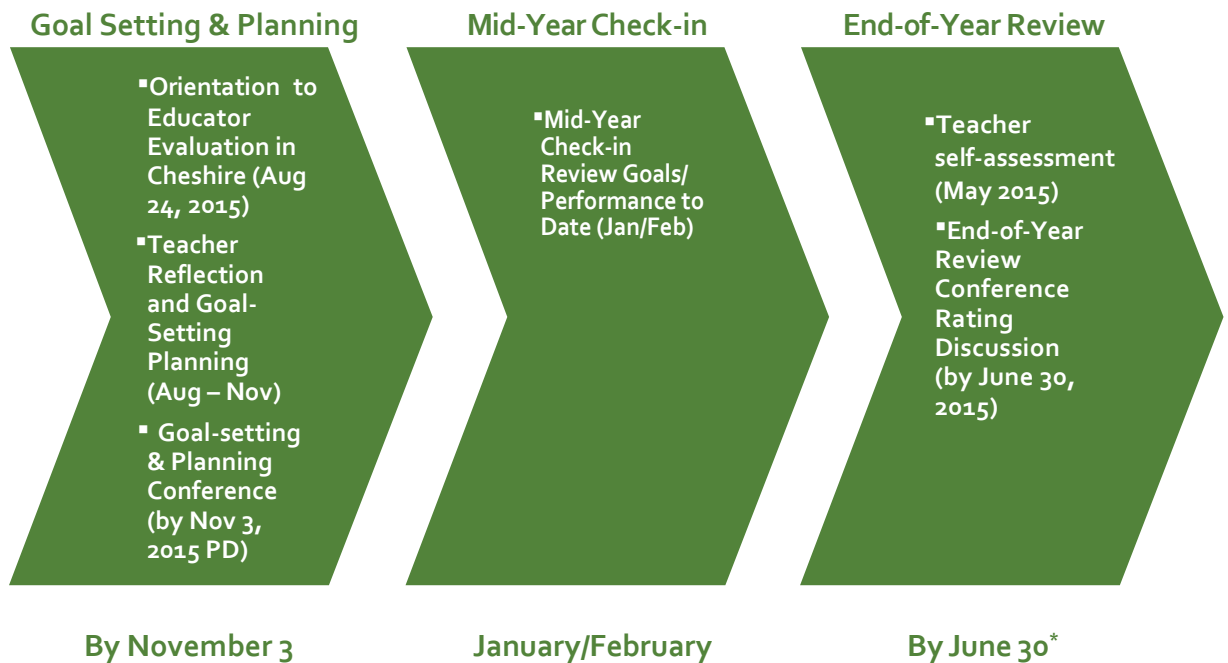 Goal Setting & Planning
▪Orientation to
Educator
Evaluation in
Cheshire (Aug
24, 2015)
▪Teacher
Reflection
and Goal-
Setting
Planning
(Aug – Nov)
▪ Goal-setting
& Planning
Conference
(by Nov 3,
2015 PD)
By November 3
Mid-Year Check-in
▪Mid-Year
Check-in
Review Goals/
Performance to
Date (Jan/Feb)
January/February
End-of-Year Review
▪Teacher
self-assessment
(May 2015)
▪End-of-Year
Review
Conference
Rating
Discussion
(by June 30,
2015)
By June 30*